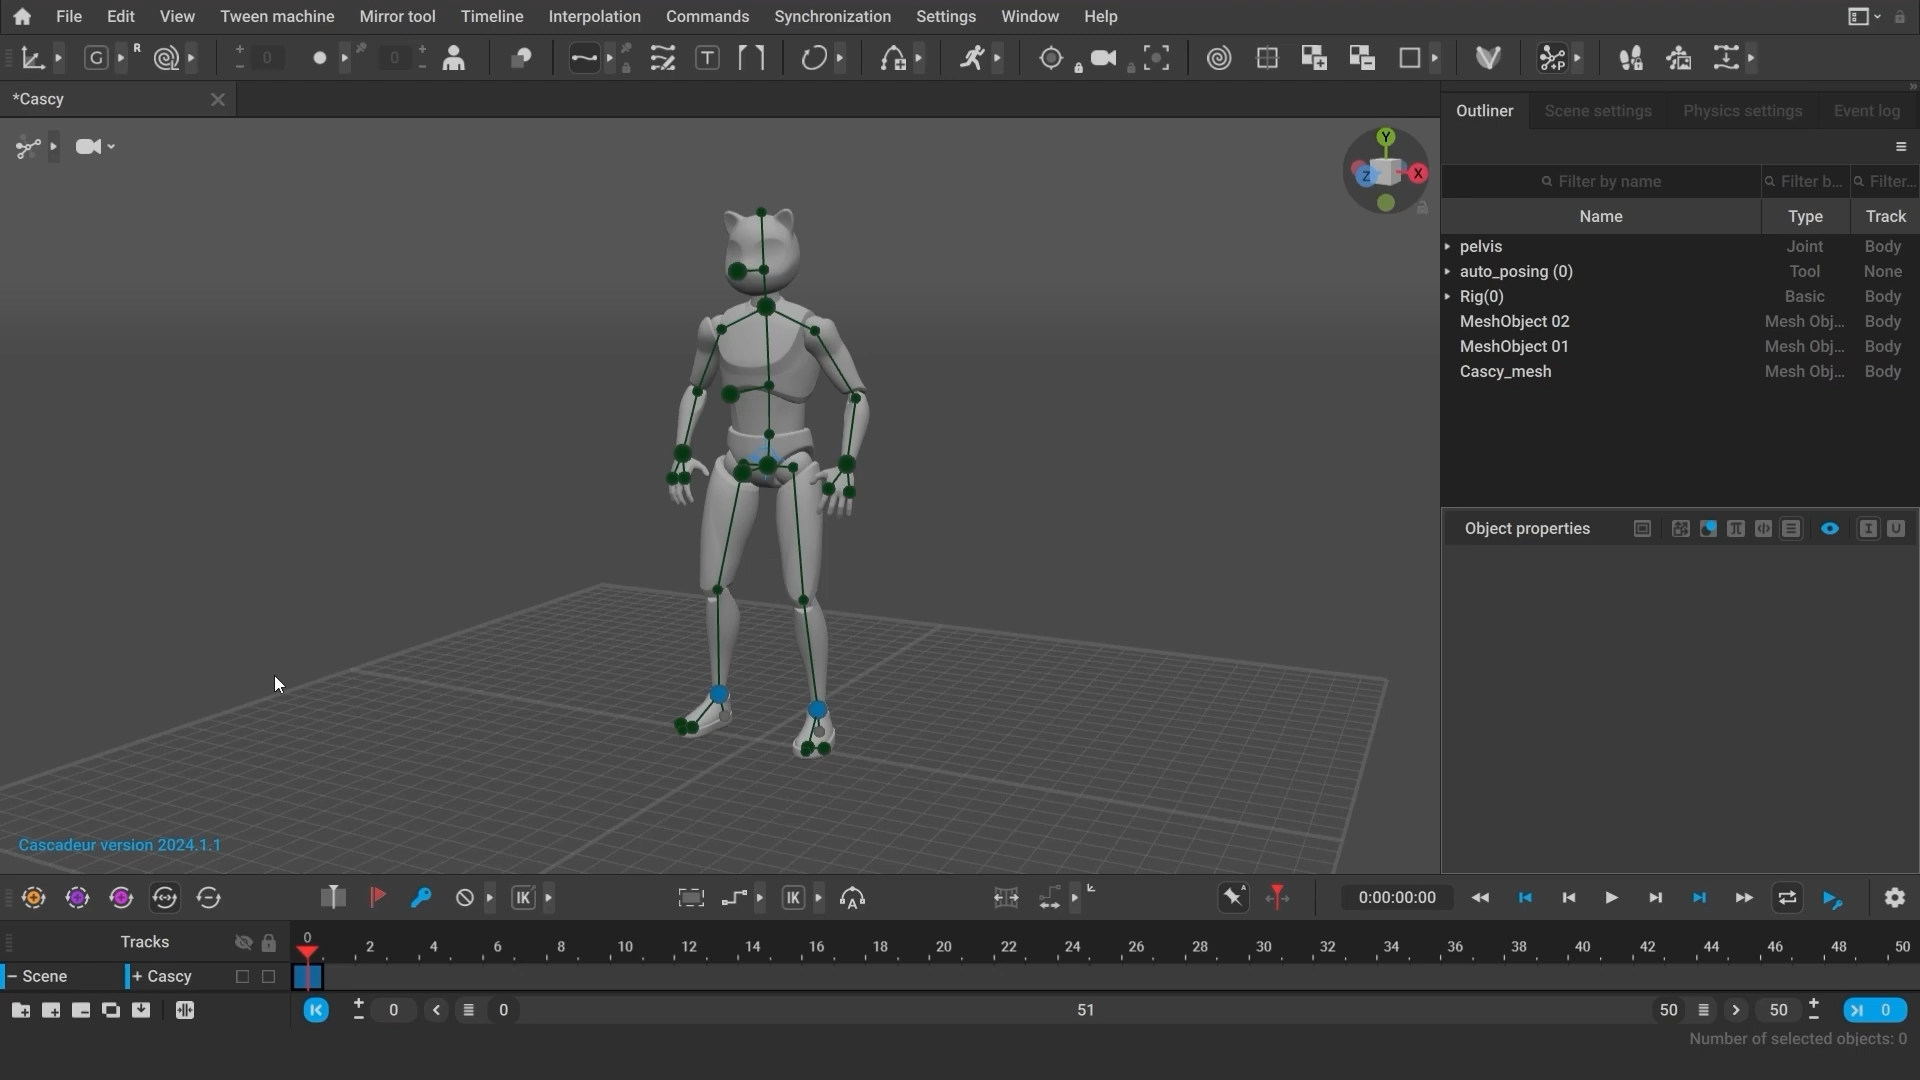 File Edit View Tween machine Mirror tool Timeline Interpolation Commands Synchronization Settings Window Help
G R 0 0 T P
*Cascy
Outliner Scene settings Physics settings Event log
Y
Z X
Filter by name Filter b... Filter...
Name Type Track
pelvis Joint Body
auto_posing (0) Tool None
Rig(0) Basic Body
MeshObject 02 Mesh Obj... Body
MeshObject 01 Mesh Obj... Body
Cascy_mesh Mesh Obj... Body
Object properties I U
Cascadeur version 2024.1.1
IK IK A 0:00:00:00
Tracks 0 2 4 6 8 10 12 14 16 18 20 22 24 26 28 30 32 34 36 38 40 42 44 46 48 50
− Scene + Cascy
0 0 51 50 50 0
Number of selected objects: 0